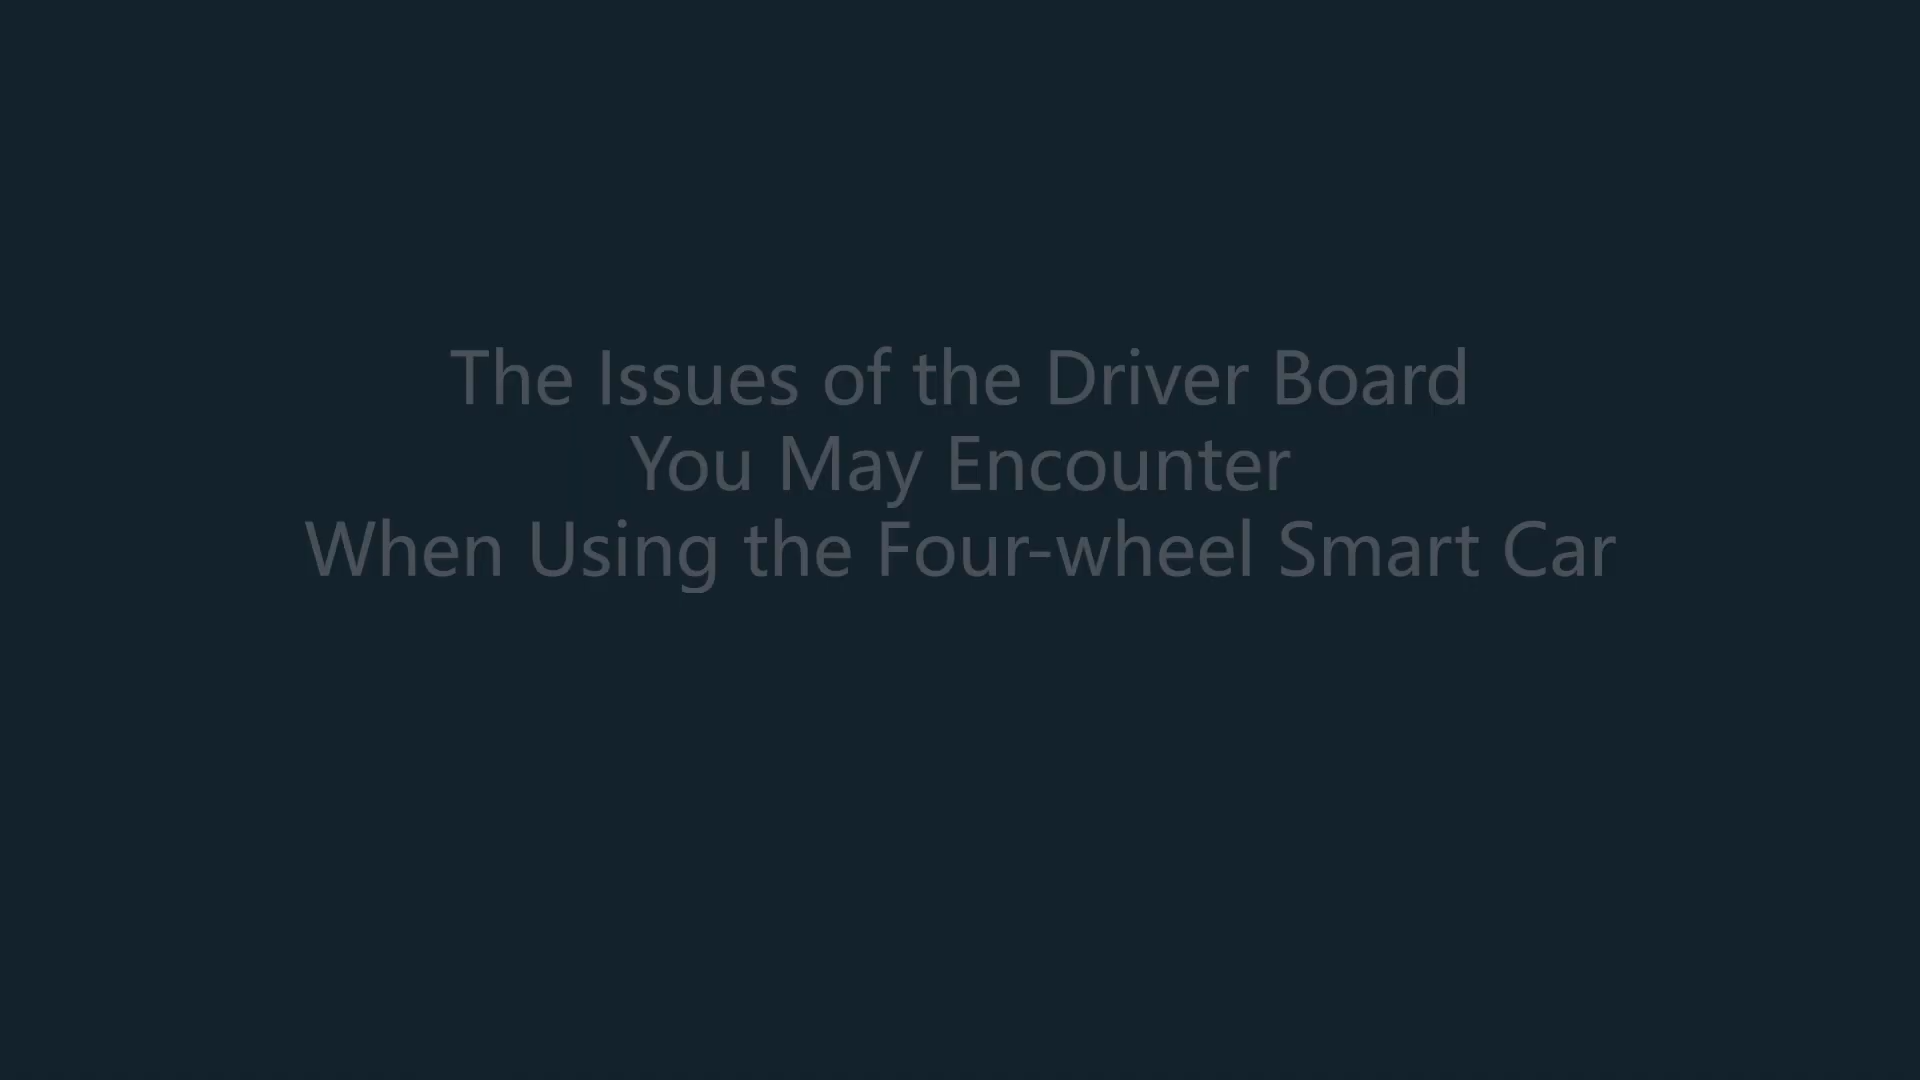 The Issues of the Driver Board
You May Encounter
When Using the Four-wheel Smart Car